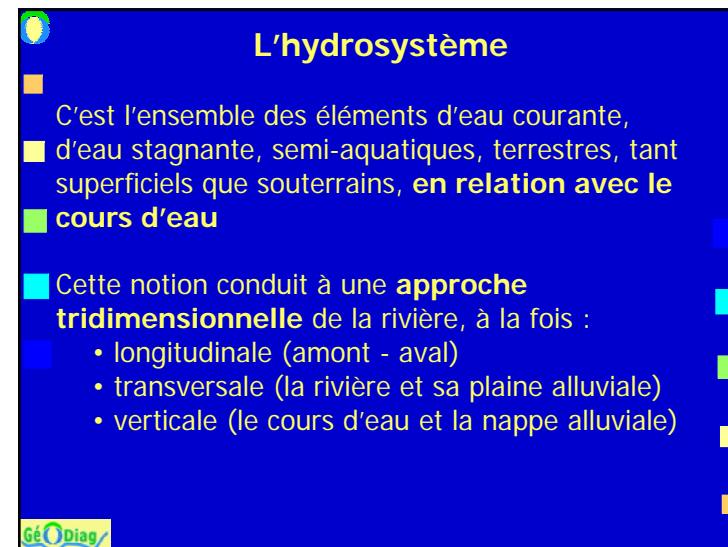 L'hydrosystème
C'est l'ensemble des éléments d'eau courante,
d'eau stagnante, semi-aquatiques, terrestres, tant
superficiels que souterrains, en relation avec le
cours d'eau
Cette notion conduit à une approche
tridimensionnelle de la rivière, à la fois :
• longitudinale (amont - aval)
• transversale (la rivière et sa plaine alluviale)
• verticale (le cours d'eau et la nappe alluviale)
GéODiag